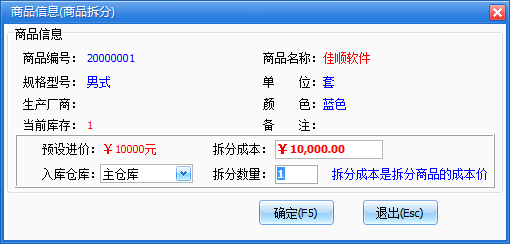 商品信息(商品拆分)
商品信息
商品编号： 20000001 商品名称：佳顺软件
规格型号： 男式 单 位：套
生产厂商： 颜 色：蓝色
当前库存： 1 备 注：
预设进价：￥10000元 拆分成本：￥10,000.00
入库仓库：主仓库 拆分数量：1 拆分成本是拆分商品的成本价
确定(F5) 退出(Esc)